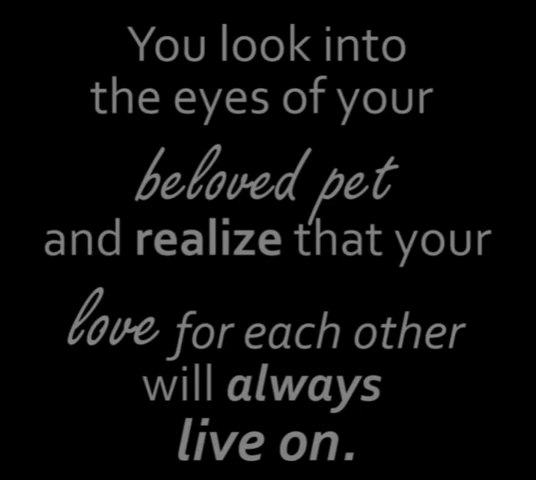 You look into
the eyes of your
beloved pet
and realize that your
love for each other
will always
live on.